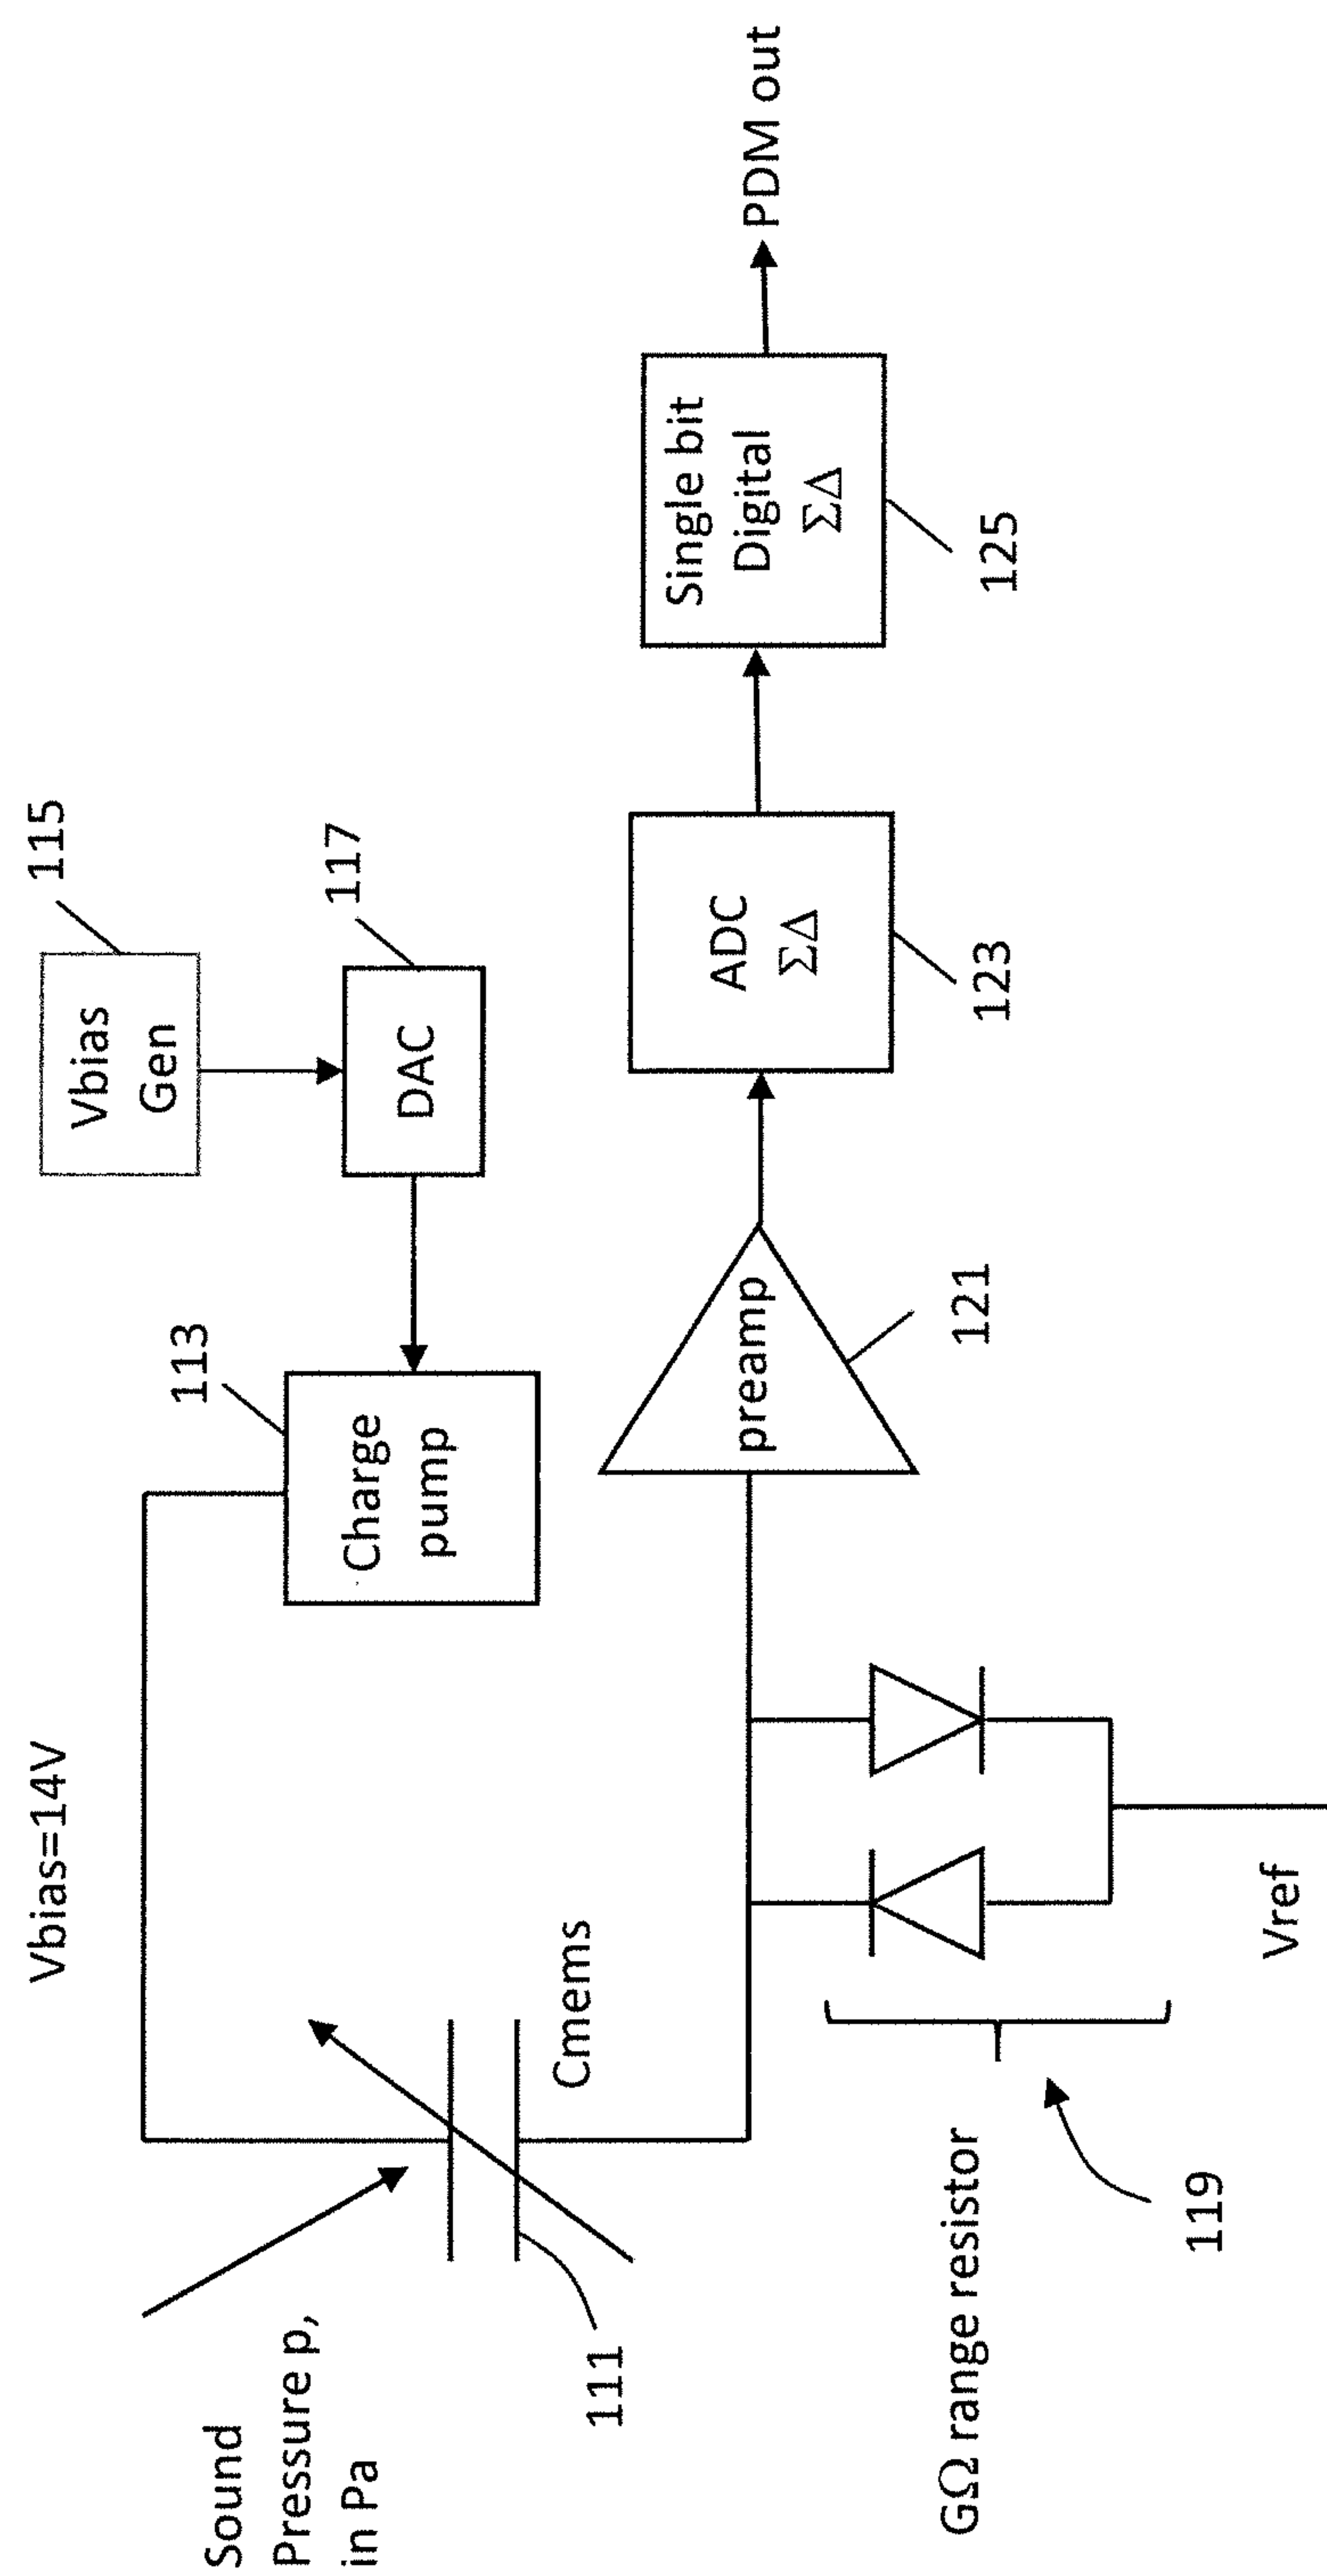 Sound
Pressure p,
in Pa
Vbias=14V
111
Cmems
113
Charge
pump
115
Vbias
Gen
117
DAC
GΩ range resistor
119
Vref
preamp
121
ADC
ΣΔ
123
Single bit
Digital
ΣΔ
125
PDM out